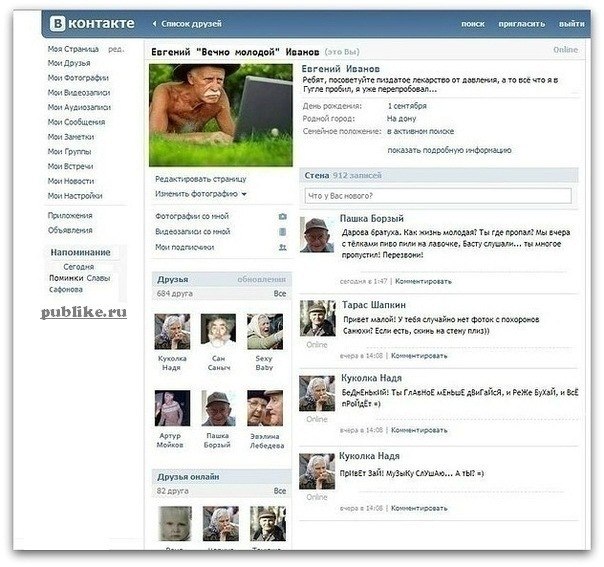 В контакте
Список друзей
поиск пригласить выйти
Моя Страница ред.
Мои Друзья
Мои Фотографии
Мои Видеозаписи
Мои Аудиозаписи
Мои Сообщения
Мои Заметки
Мои Группы
Мои Встречи
Мои Новости
Мои Настройки
Приложения
Объявления
Напоминание
Сегодня
Поминки Славы
Сафонова
publike.ru
Евгений "Вечно молодой" Иванов (это Вы) Online
Редактировать страницу
Изменить фотографию
Фотографии со мной
Видеозаписи со мной
Мои подписчики
Друзья обновления
684 друга Все
Куколка Надя
Сан Саныч
Sexy Baby
Артур Мойков
Пашка Борзый
Эвэлина Лебедева
Друзья онлайн
82 друга Все
Евгений Иванов
Ребят, посоветуйте пиздатое лекарство от давления, а то всё что я в
Гугле пробил, я уже перепробовал...
День рождения: 1 сентября
Родной город: На дону
Семейное положение: в активном поиске
показать подробную информацию
Стена 912 записей
Что у Вас нового?
Пашка Борзый
Дарова братуха. Как жизнь молодая? Ты где пропал? Мы вчера
с тёлками пиво пили на лавочке, Басту слушали... ты многое
пропустил! Перезвони!
сегодня в 1:47 | Комментировать
Тарас Шапкин
Привет малой! У тебя случайно нет фоток с похоронов
Санюхи? Если есть, скинь на стену плиз))
Online
вчера в 14:08 | Комментировать
Куколка Надя
БеДнЕнЬкИй! Ты ГлАвНоЕ мЕньШЕ дВиГаЙсЯ, и РеЖе БуХаЙ, и ВсЁ
пРоЙдЁт =)
Online
вчера в 14:08 | Комментировать
Куколка Надя
ПрИвЕт ЗаЙ! МуЗыКу СлУшАю... А тЫ? =)
Online
вчера в 14:08 | Комментировать